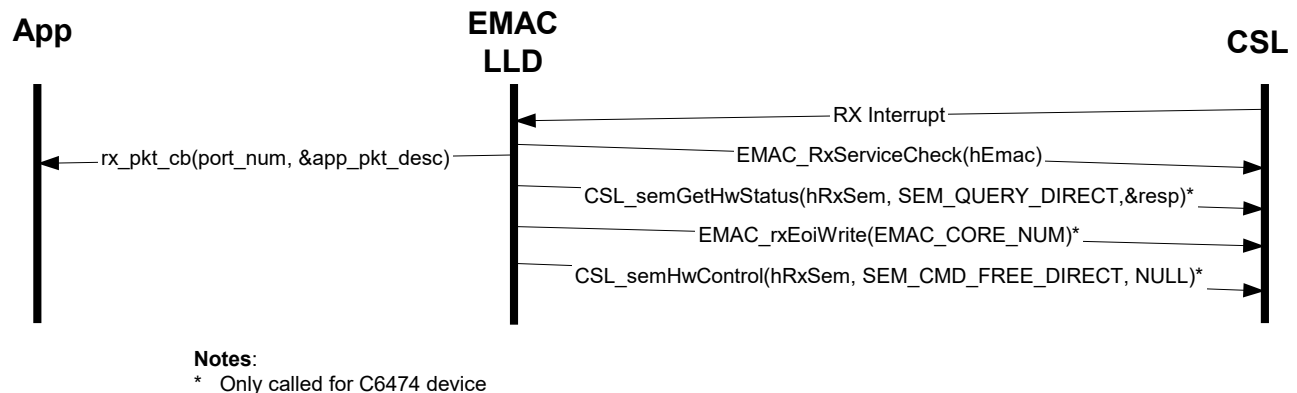 App
EMAC
LLD
CSL
RX Interrupt
rx_pkt_cb(port_num, &app_pkt_desc)
EMAC_RxServiceCheck(hEmac)
CSL_semGetHwStatus(hRxSem, SEM_QUERY_DIRECT,&resp)*
EMAC_rxEoiWrite(EMAC_CORE_NUM)*
CSL_semHwControl(hRxSem, SEM_CMD_FREE_DIRECT, NULL)*
Notes:
* Only called for C6474 device